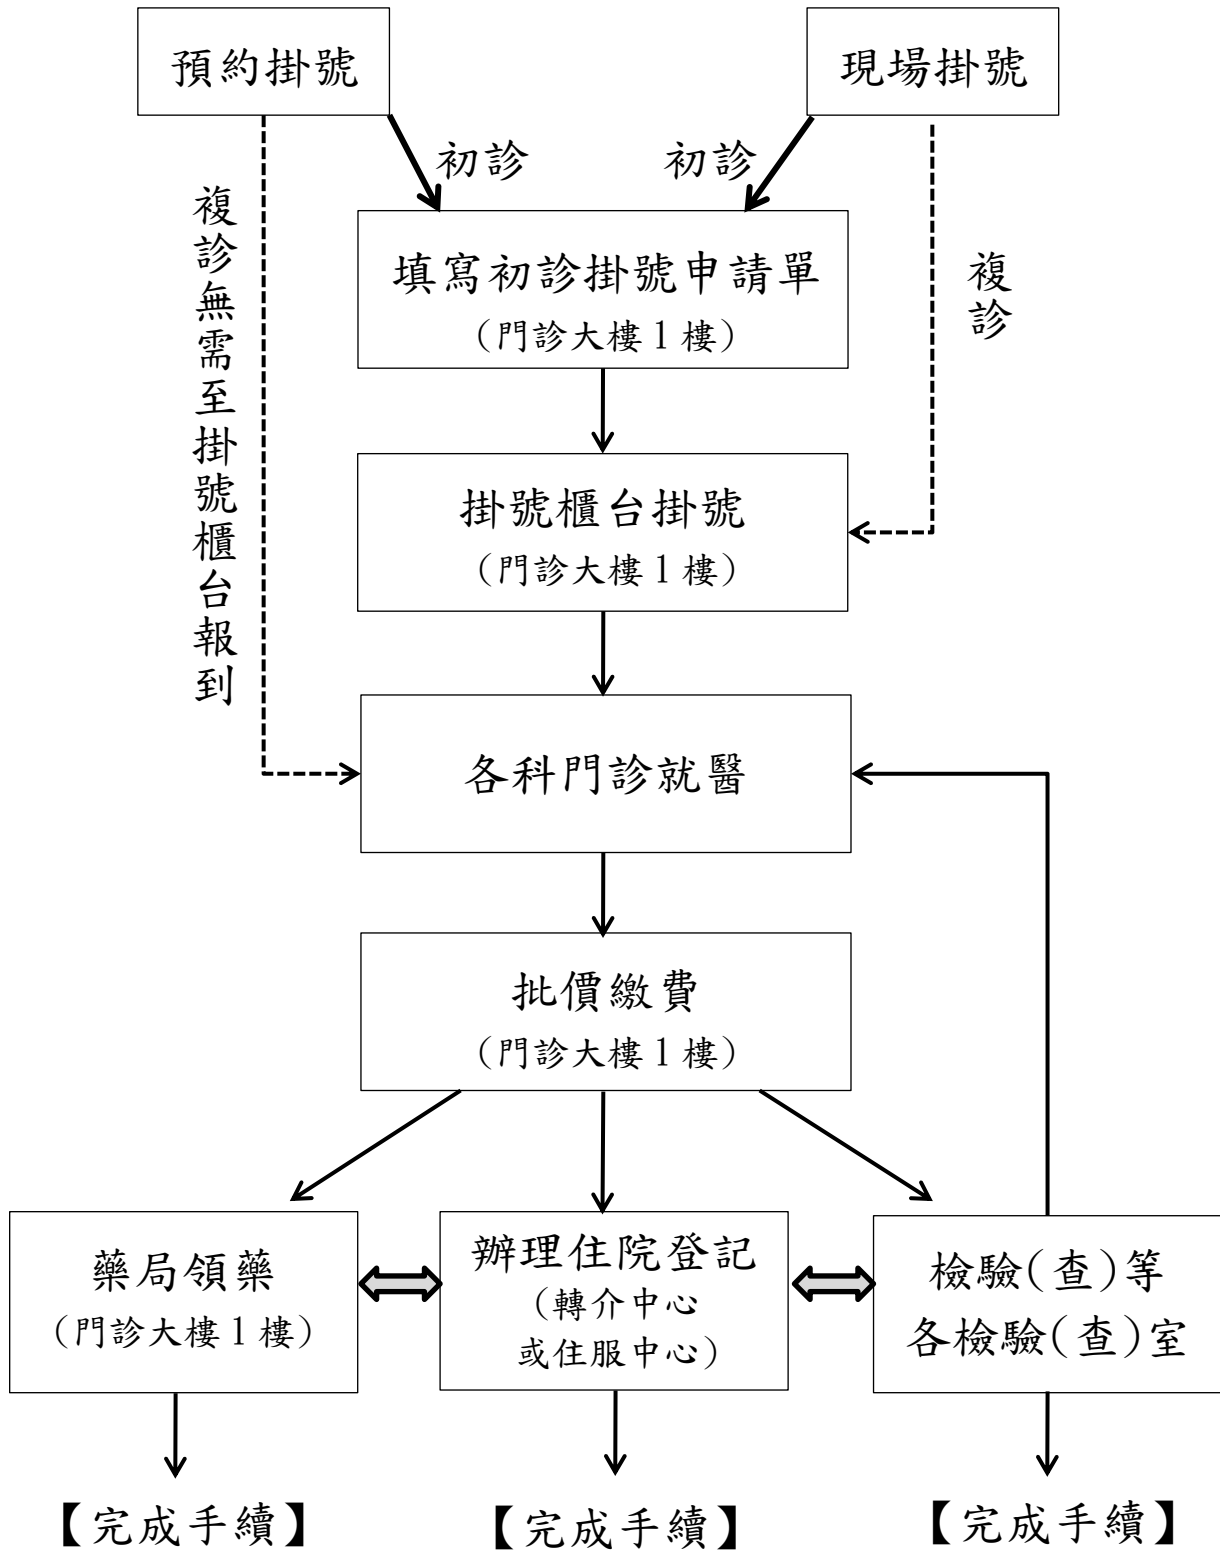 預約掛號
現場掛號
初診
初診
複診無需至掛號櫃台報到
複診
填寫初診掛號申請單
(門診大樓1樓)
掛號櫃台掛號
(門診大樓1樓)
各科門診就醫
批價繳費
(門診大樓1樓)
藥局領藥
(門診大樓1樓)
辦理住院登記
(轉介中心
或住服中心)
檢驗(查)等
各檢驗(查)室
【完成手續】
【完成手續】
【完成手續】